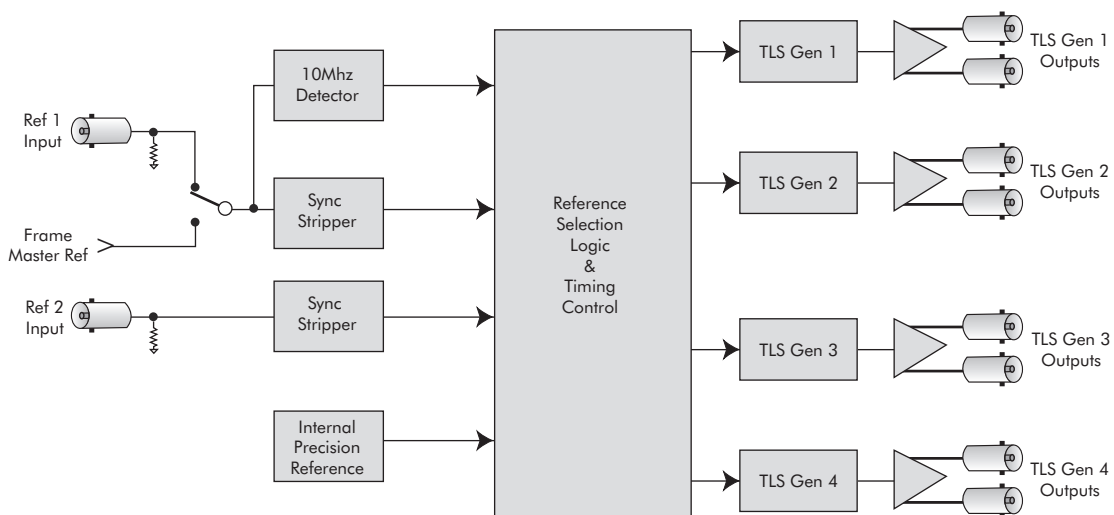 10Mhz
Detector
Ref 1
Input
Sync
Stripper
Frame
Master Ref
Ref 2
Input
Sync
Stripper
Internal
Precision
Reference
Reference
Selection
Logic
&
Timing
Control
TLS Gen 1
TLS Gen 1
Outputs
TLS Gen 2
TLS Gen 2
Outputs
TLS Gen 3
TLS Gen 3
Outputs
TLS Gen 4
TLS Gen 4
Outputs